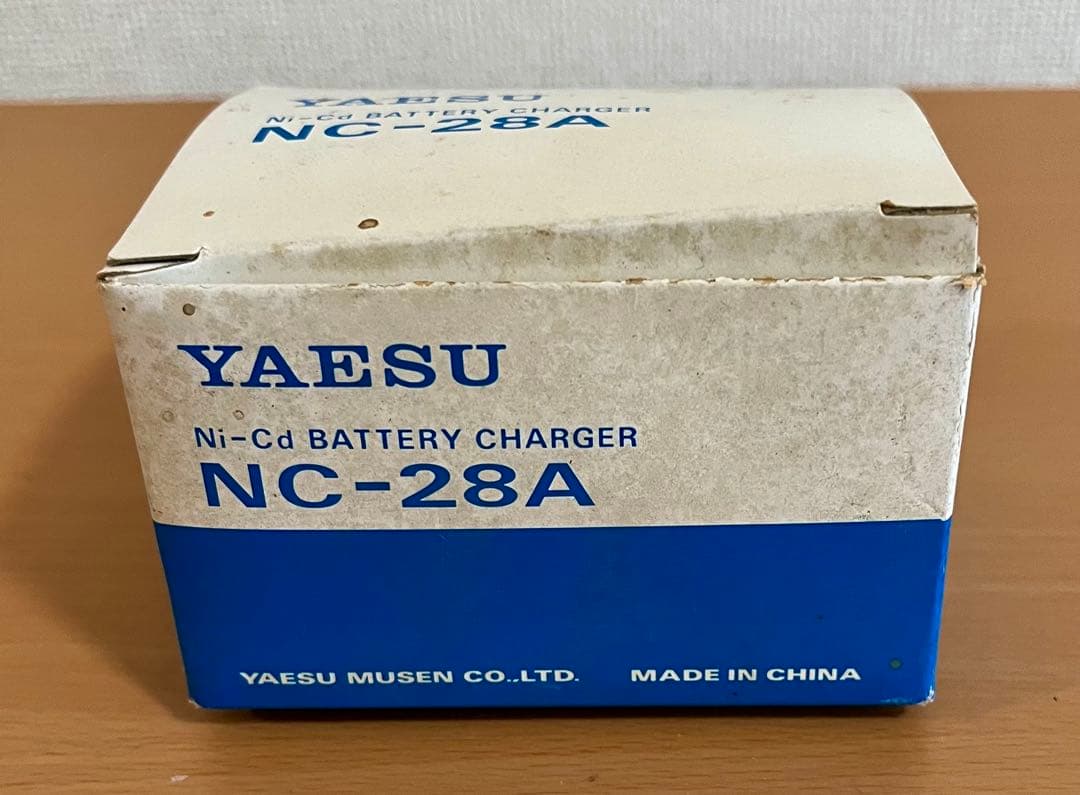 YAESU
Ni-Cd BATTERY CHARGER
NC-28A
YAESU
Ni-Cd BATTERY CHARGER
NC-28A
YAESU MUSEN CO.,LTD. MADE IN CHINA